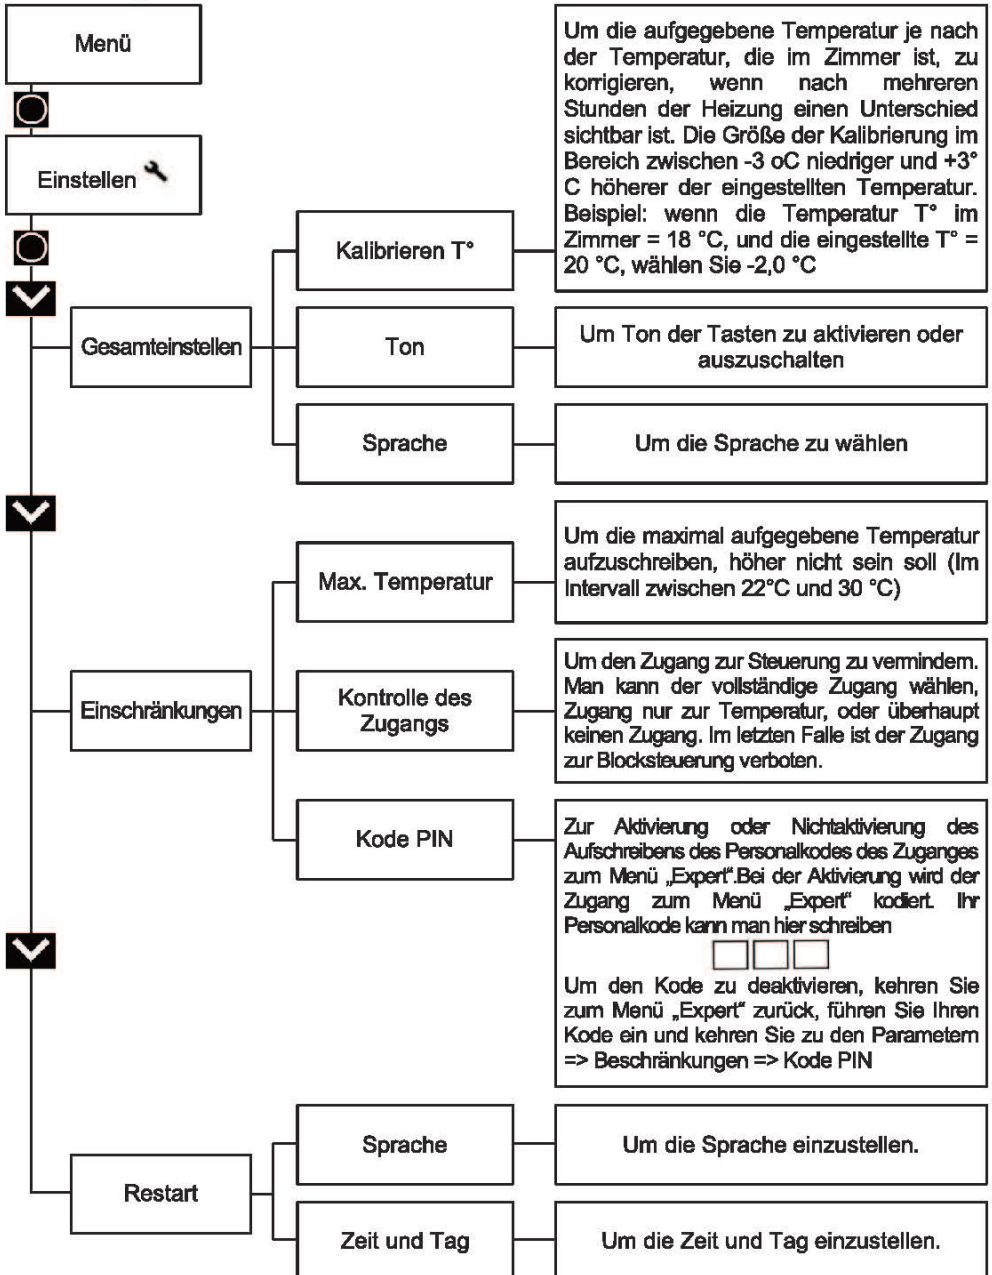 Menü
Einstellen
Gesamteinstellen
Kalibrieren T°
Um die aufgegebene Temperatur je nach
der Temperatur, die im Zimmer ist, zu
korrigieren, wenn nach mehreren
Stunden der Heizung einen Unterschied
sichtbar ist. Die Größe der Kalibrierung im
Bereich zwischen -3 oC niedriger und +3°
C höherer der eingestellten Temperatur.
Beispiel: wenn die Temperatur T° im
Zimmer = 18 °C, und die eingestellte T° =
20 °C, wählen Sie -2,0 °C
Ton
Um Ton der Tasten zu aktivieren oder
auszuschalten
Sprache
Um die Sprache zu wählen
Einschränkungen
Max. Temperatur
Um die maximal aufgegebene Temperatur
aufzuschreiben, höher nicht sein soll (Im
Intervall zwischen 22°C und 30 °C)
Kontrolle des
Zugangs
Um den Zugang zur Steuerung zu vermindern.
Man kann der vollständige Zugang wählen,
Zugang nur zur Temperatur, oder überhaupt
keinen Zugang. Im letzten Falle ist der Zugang
zur Blocksteuerung verboten.
Kode PIN
Zur Aktivierung oder Nichtaktivierung des
Aufschreibens des Personalkodes des Zuganges
zum Menü „Expert“.Bei der Aktivierung wird der
Zugang zum Menü „Expert“ kodiert. Ihr
Personalkode kann man hier schreiben
Um den Kode zu deaktivieren, kehren Sie
zum Menü „Expert“ zurück, führen Sie Ihren
Kode ein und kehren Sie zu den Parametern
=> Beschränkungen => Kode PIN
Restart
Sprache
Um die Sprache einzustellen.
Zeit und Tag
Um die Zeit und Tag einzustellen.